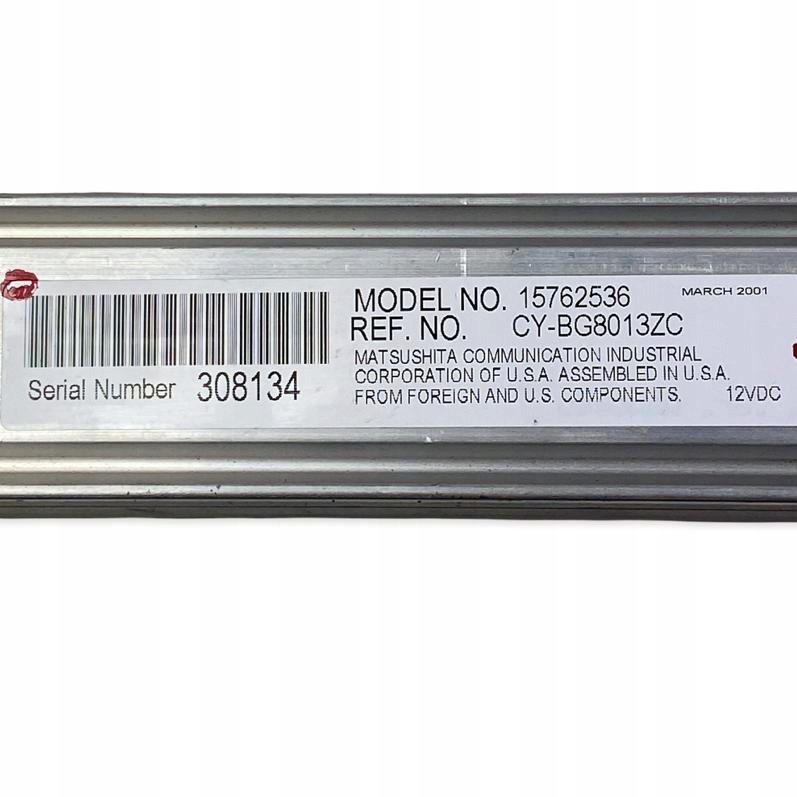 MODEL NO. 15762536 MARCH 2001
REF. NO. CY-BG8013ZC
MATSUSHITA COMMUNICATION INDUSTRIAL
CORPORATION OF U.S.A. ASSEMBLED IN U.S.A.
FROM FOREIGN AND U.S. COMPONENTS. 12VDC
Serial Number 308134